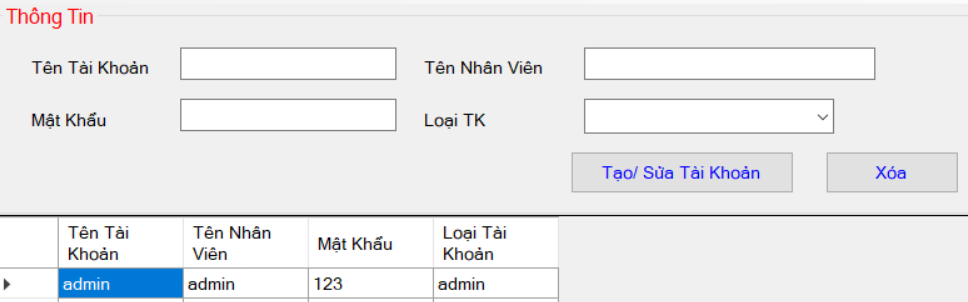 Thông Tin
Tên Tài Khoản
Tên Nhân Viên
Mật Khẩu
Loại TK
Tạo/ Sửa Tài Khoản
Xóa
Tên Tài Khoản
Tên Nhân Viên
Mật Khẩu
Loại Tài Khoản
admin
admin
123
admin